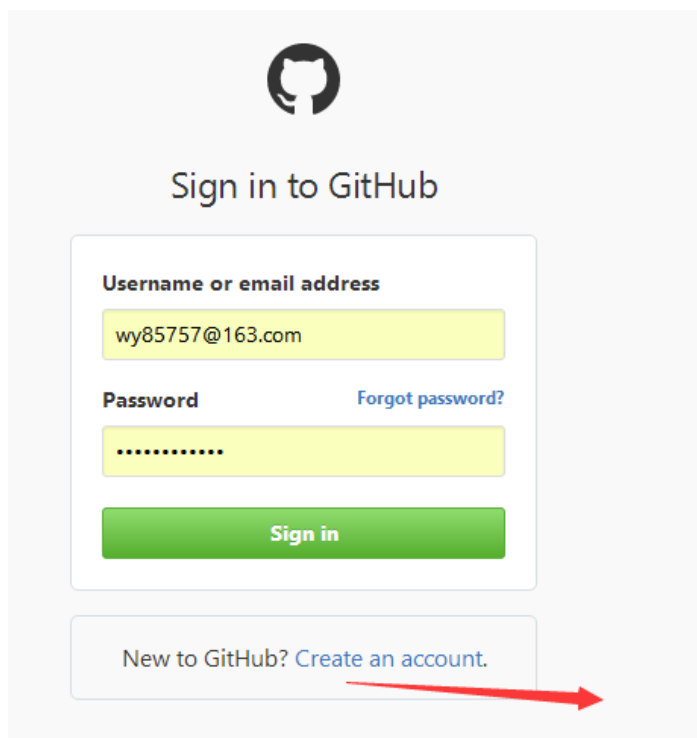 Sign in to GitHub
Username or email address
wy85757@163.com
Password Forgot password?
••••••••••••
Sign in
New to GitHub? Create an account.